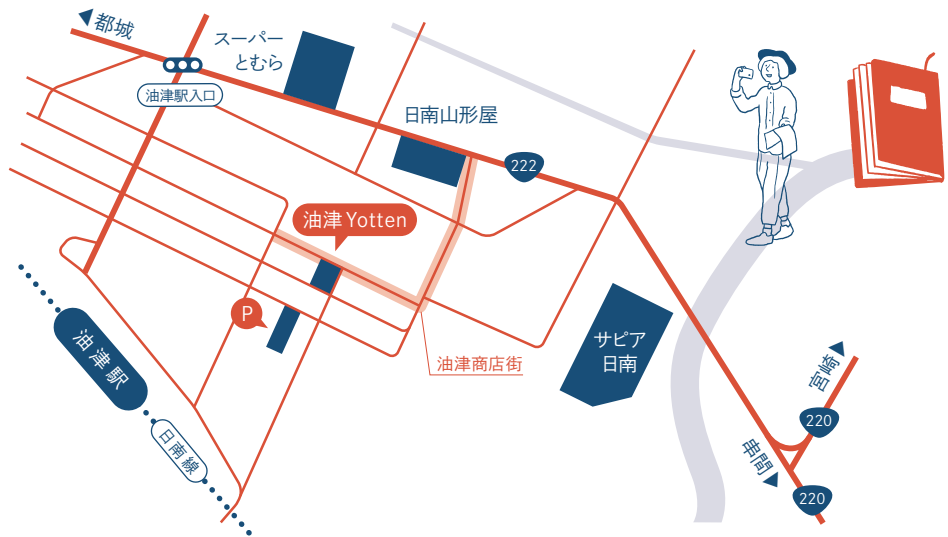 都城
スーパー
とむら
油津駅入口
日南山形屋
222
油津 Yotten
P
油津商店街
サピア
日南
油津駅
日南線
宮崎
220
串間
220